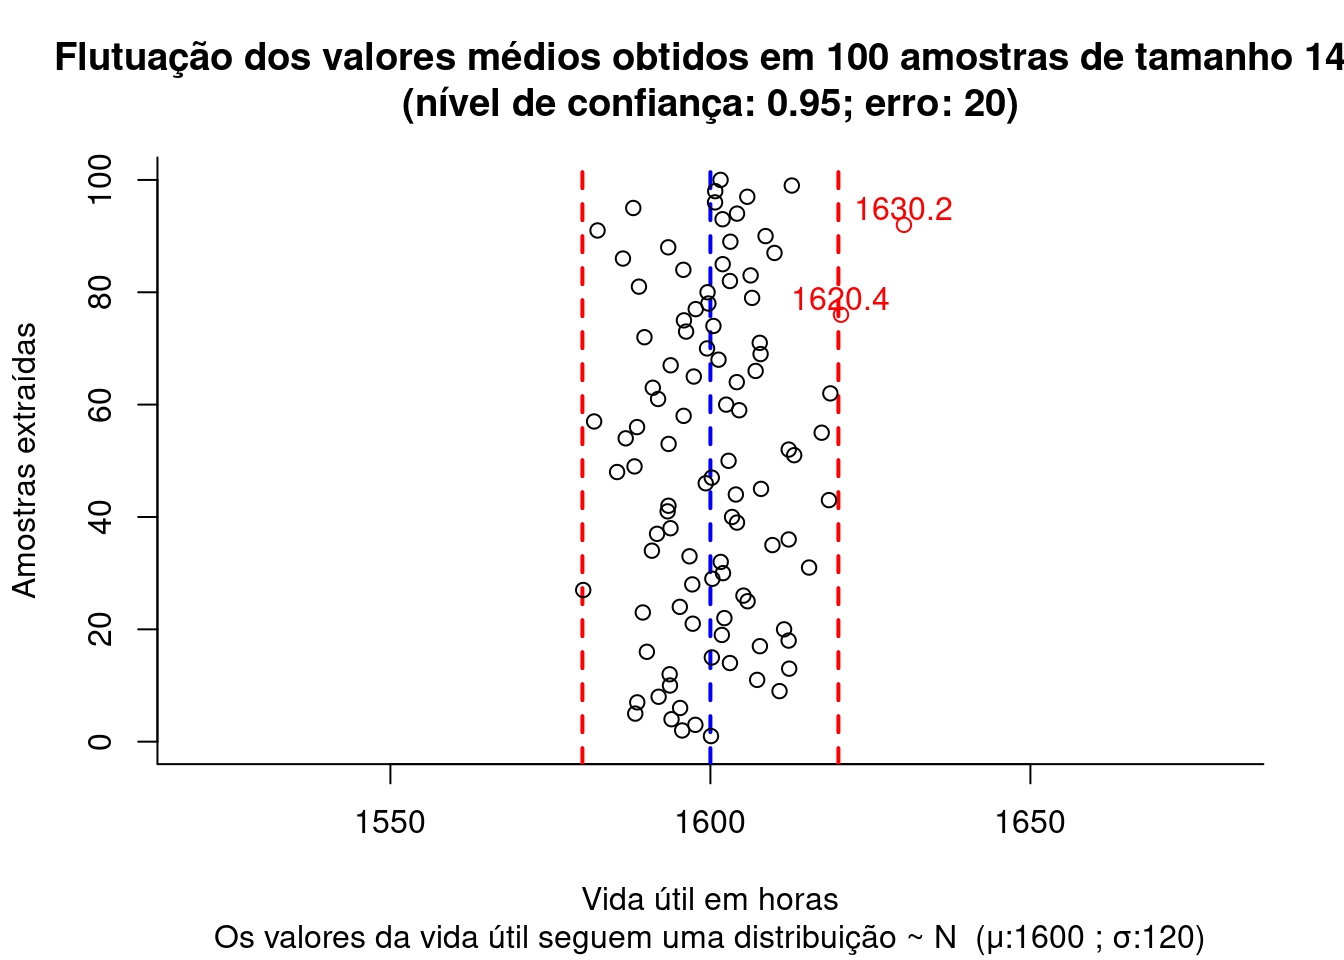 Flutuação dos valores médios obtidos em 100 amostras de tamanho 14
(nível de confiança: 0.95; erro: 20)
100
80
60
40
20
0
Amostras extraídas
1630.2
1620.4
1550 1600 1650
Vida útil em horas
Os valores da vida útil seguem uma distribuição ~ N (μ:1600 ; σ:120)